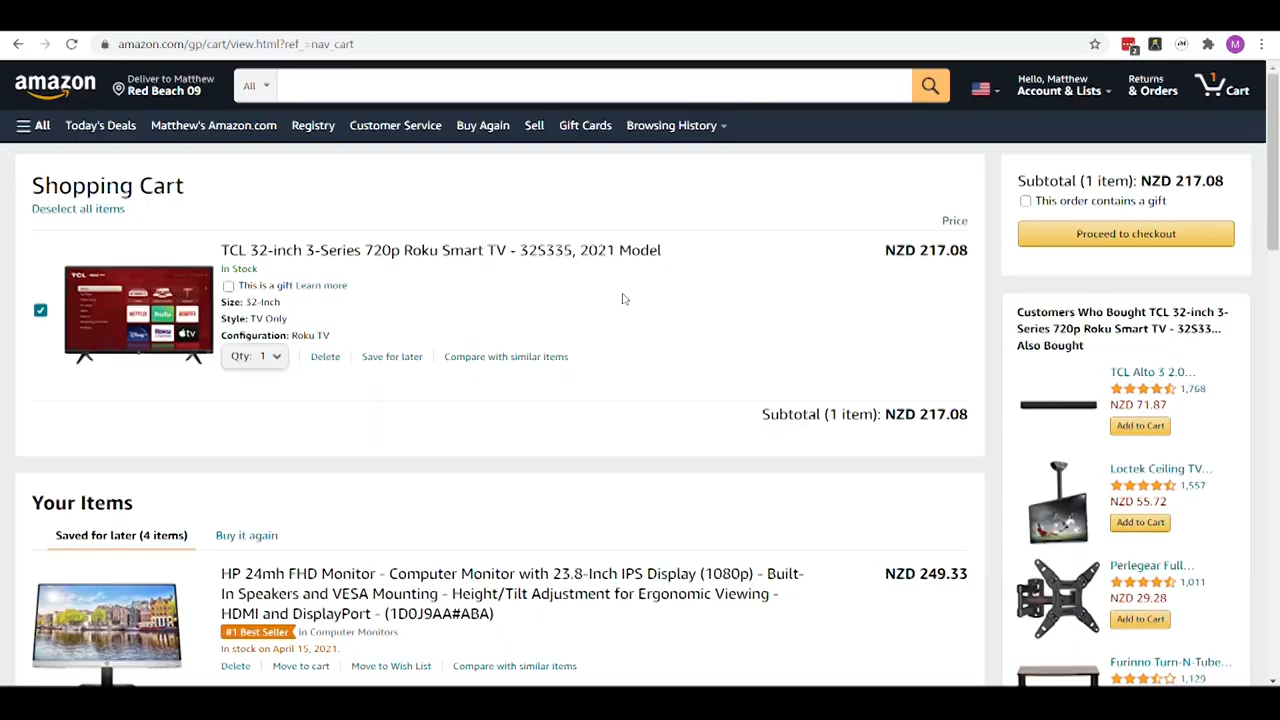 amazon.com/gp/cart/view.html?ref_=nav_cart
2
M
amazon
Deliver to Matthew
Red Beach 09
All
Hello, Matthew
Account & Lists
Returns
& Orders
1
Cart
All
Today's Deals
Matthew's Amazon.com
Registry
Customer Service
Buy Again
Sell
Gift Cards
Browsing History
Shopping Cart
Deselect all items
Price
TCL 32-inch 3-Series 720p Roku Smart TV - 32S335, 2021 Model
NZD 217.08
In Stock
This is a gift Learn more
Size: 32-Inch
Style: TV Only
Configuration: Roku TV
Qty: 1
Delete
Save for later
Compare with similar items
TCL
NETFLIX
hulu
Roku
tv
Subtotal (1 item): NZD 217.08
Your Items
Saved for later (4 items)
Buy it again
HP 24mh FHD Monitor - Computer Monitor with 23.8-Inch IPS Display (1080p) - Built-
In Speakers and VESA Mounting - Height/Tilt Adjustment for Ergonomic Viewing -
HDMI and DisplayPort - (1D0J9AA#ABA)
NZD 249.33
#1 Best Seller in Computer Monitors
In stock on April 15, 2021.
Delete
Move to cart
Move to Wish List
Compare with similar items
Subtotal (1 item): NZD 217.08
This order contains a gift
Proceed to checkout
Customers Who Bought TCL 32-inch 3-
Series 720p Roku Smart TV - 32S33...
Also Bought
TCL Alto 3 2.0...
1,768
NZD 71.87
Add to Cart
Loctek Ceiling TV...
1,557
NZD 55.72
Add to Cart
Perlegear Full...
1,011
NZD 29.28
Add to Cart
Furinno Turn-N-Tube...
1,129